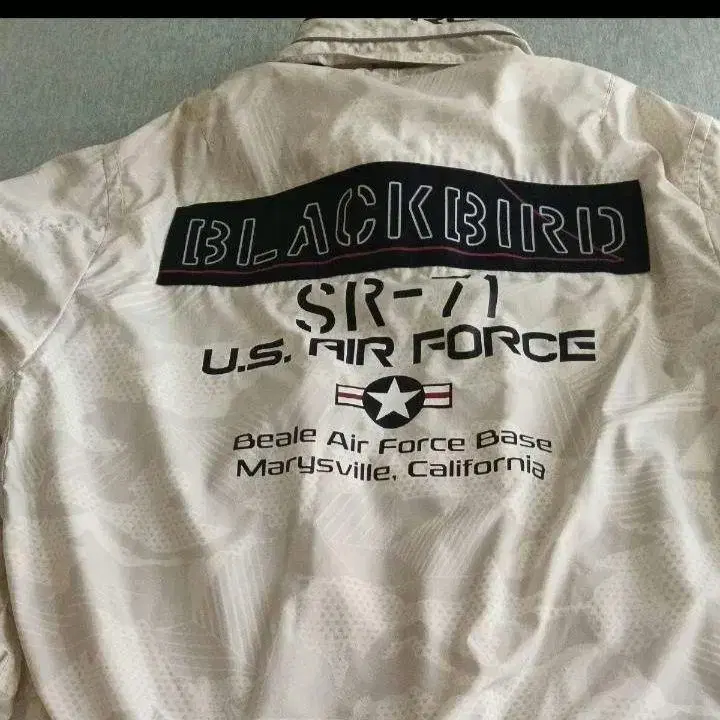 BLACKBIRD
SR-71
U.S. AIR FORCE
Beale Air Force Base
Marysville, California